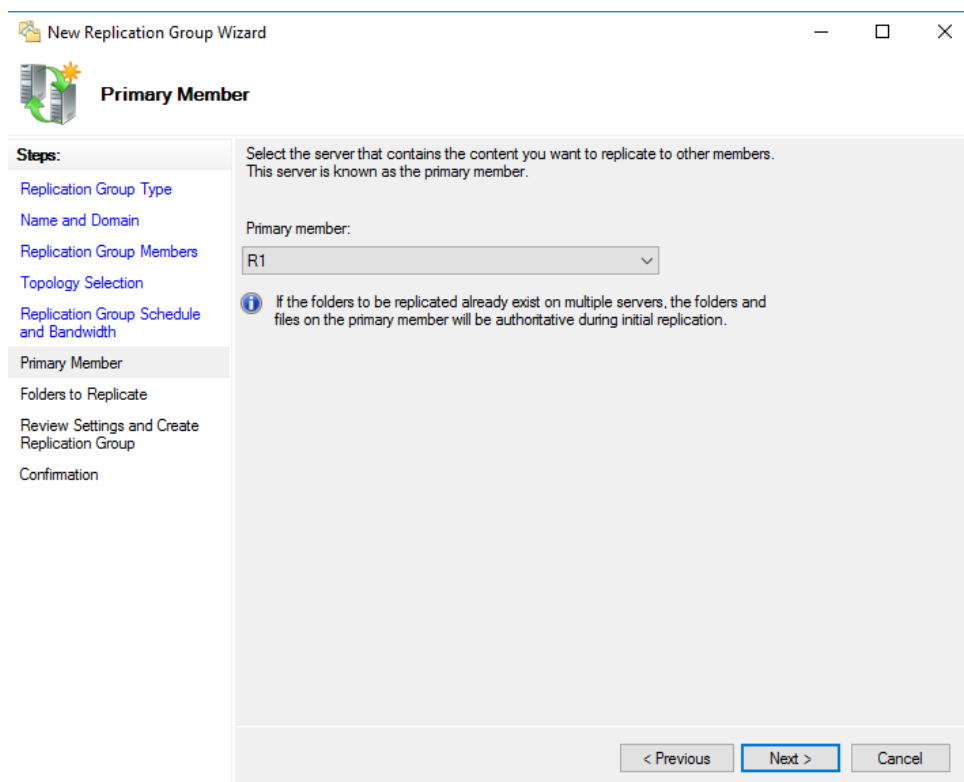 New Replication Group Wizard
Primary Member
Steps:
Replication Group Type
Name and Domain
Replication Group Members
Topology Selection
Replication Group Schedule
and Bandwidth
Primary Member
Folders to Replicate
Review Settings and Create
Replication Group
Confirmation
Select the server that contains the content you want to replicate to other members.
This server is known as the primary member.
Primary member:
R1
If the folders to be replicated already exist on multiple servers, the folders and
files on the primary member will be authoritative during initial replication.
< Previous
Next >
Cancel